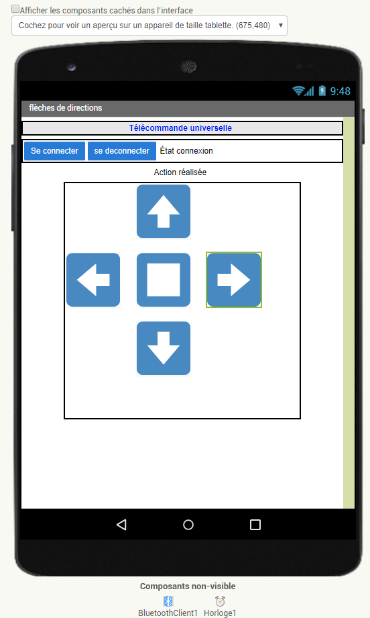 Afficher les composants cachés dans l'interface
Cochez pour voir un aperçu sur un appareil de taille tablette. (675,480)
9:48
flèches de directions
Télécommande universelle
Se connecter se deconnecter État connexion
Action réalisée
Composants non-visible
BluetoothClient1 Horloge1